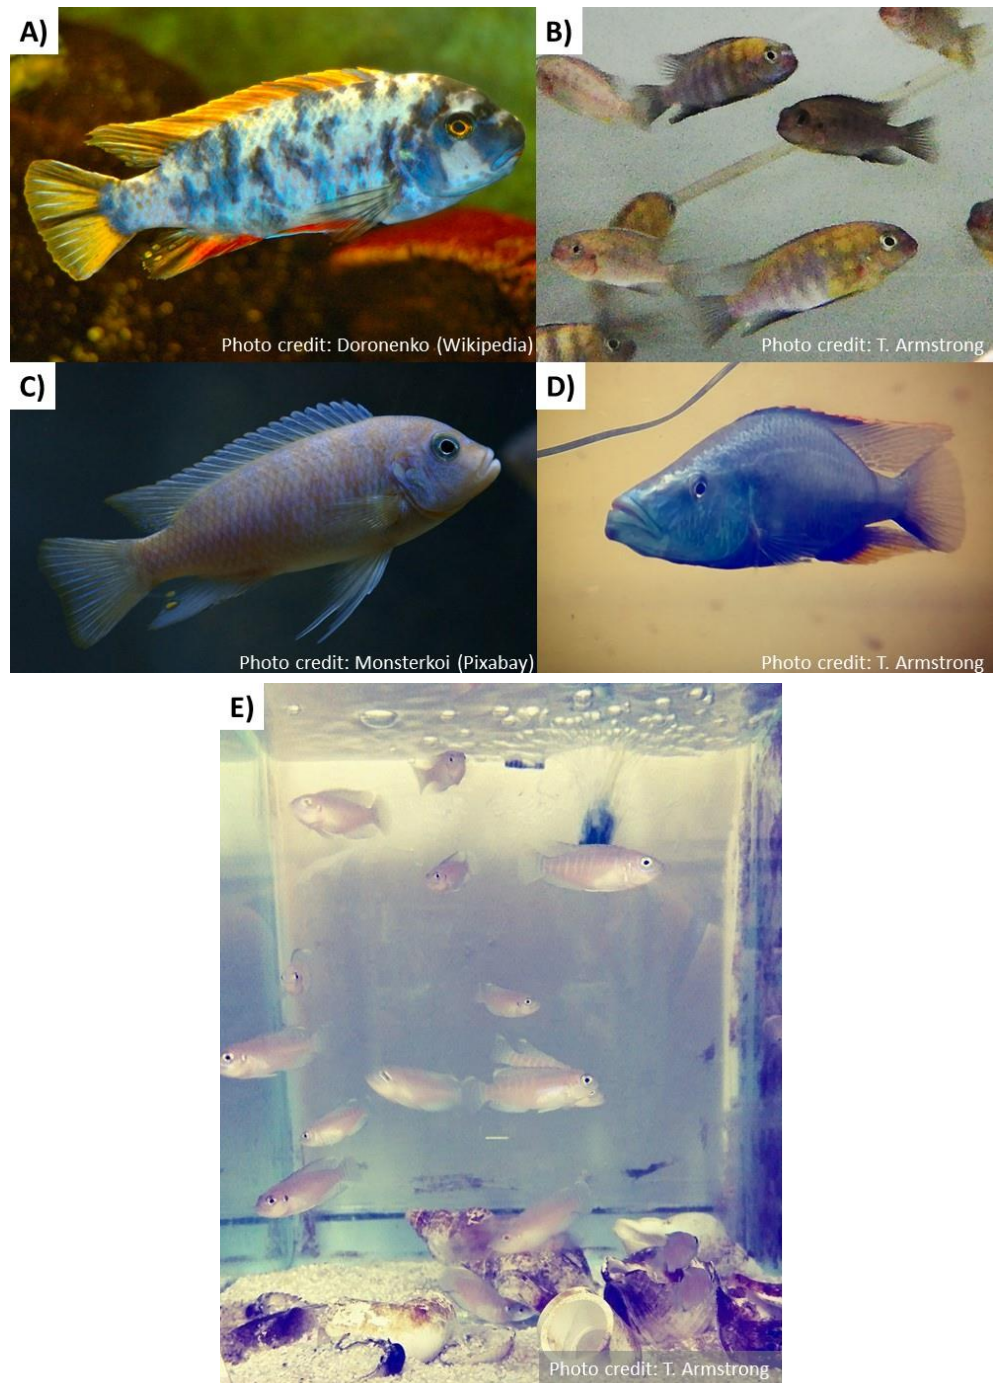 A)
B)
Photo credit: Doronenko (Wikipedia)
Photo credit: T. Armstrong
C)
D)
Photo credit: Monsterkoi (Pixabay)
Photo credit: T. Armstrong
E)
Photo credit: T. Armstrong